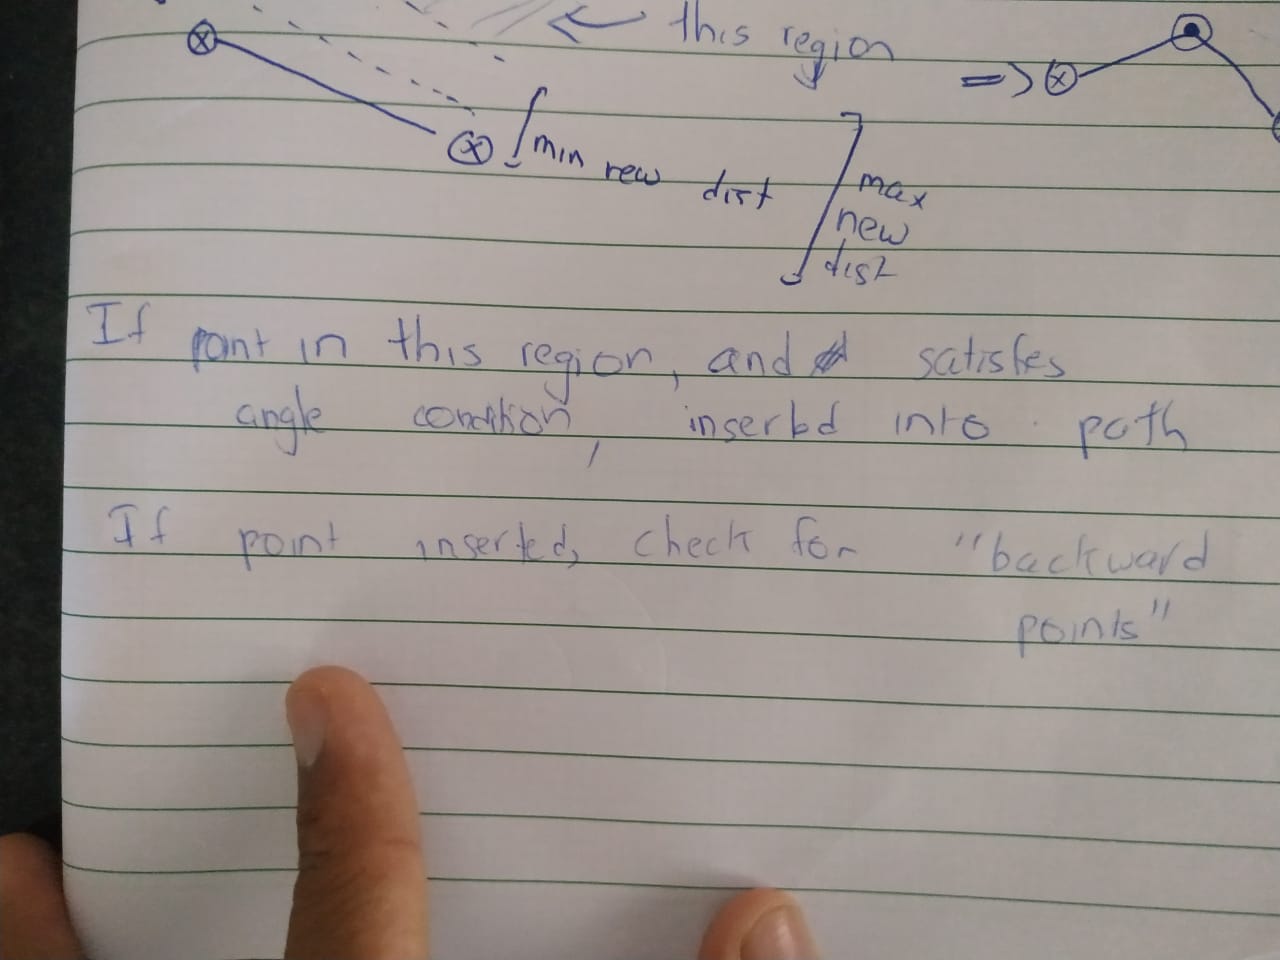 this region
=>
min new dist
max
new
dist
If point in this region, and satisfies
angle condition, inserted into path
If point inserted, check for "backward
points"